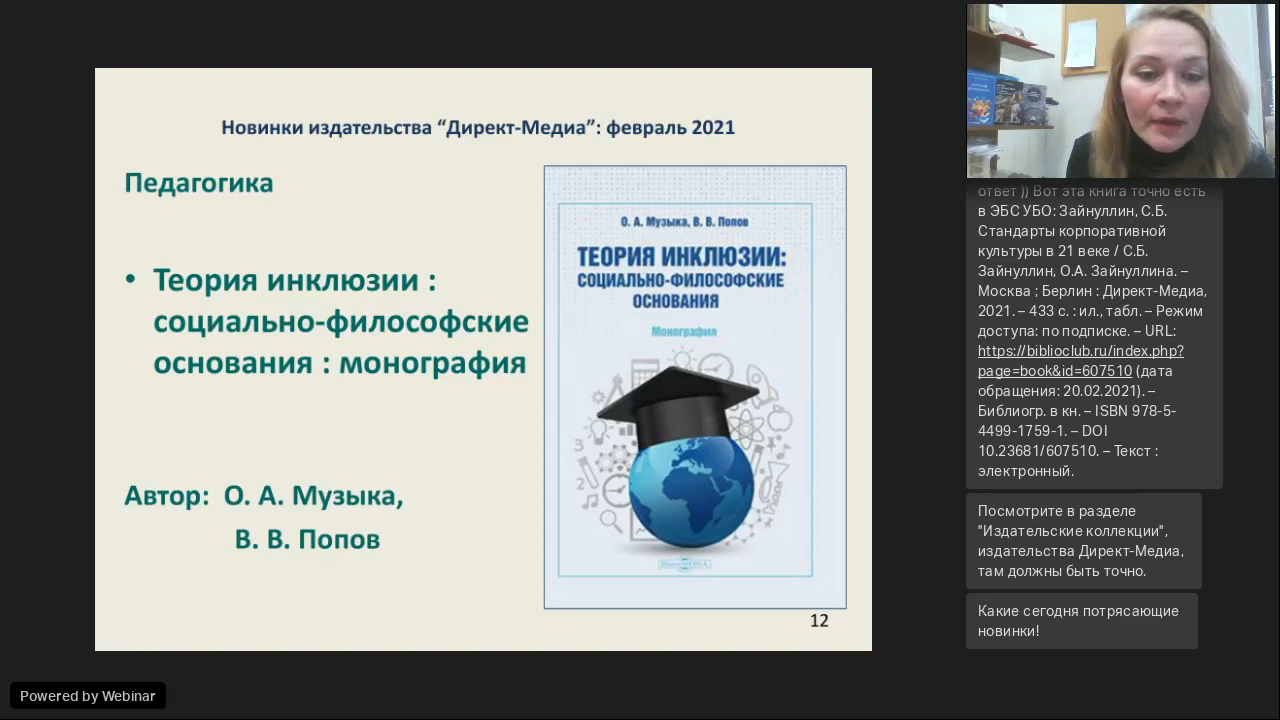 Новинки издательства “Директ-Медиа”: февраль 2021
Педагогика
• Теория инклюзии :
социально-философские
основания : монография
Автор: О. А. Музыка,
В. В. Попов
О. А. Музыка, В. В. Попов
ТЕОРИЯ ИНКЛЮЗИИ:
СОЦИАЛЬНО-ФИЛОСОФСКИЕ
ОСНОВАНИЯ
Монография
12
ответ )) Вот эта книга точно есть
в ЭБС УБО: Зайнуллин, С.Б.
Стандарты корпоративной
культуры в 21 веке / С.Б.
Зайнуллин, О.А. Зайнуллина. –
Москва ; Берлин : Директ-Медиа,
2021. – 433 с. : ил., табл. – Режим
доступа: по подписке. – URL:
https://biblioclub.ru/index.php?
page=book&id=607510 (дата
обращения: 20.02.2021). –
Библиогр. в кн. – ISBN 978-5-
4499-1759-1. – DOI
10.23681/607510. – Текст :
электронный.
Посмотрите в разделе
"Издательские коллекции",
издательства Директ-Медиа,
там должны быть точно.
Какие сегодня потрясающие
новинки!
Powered by Webinar